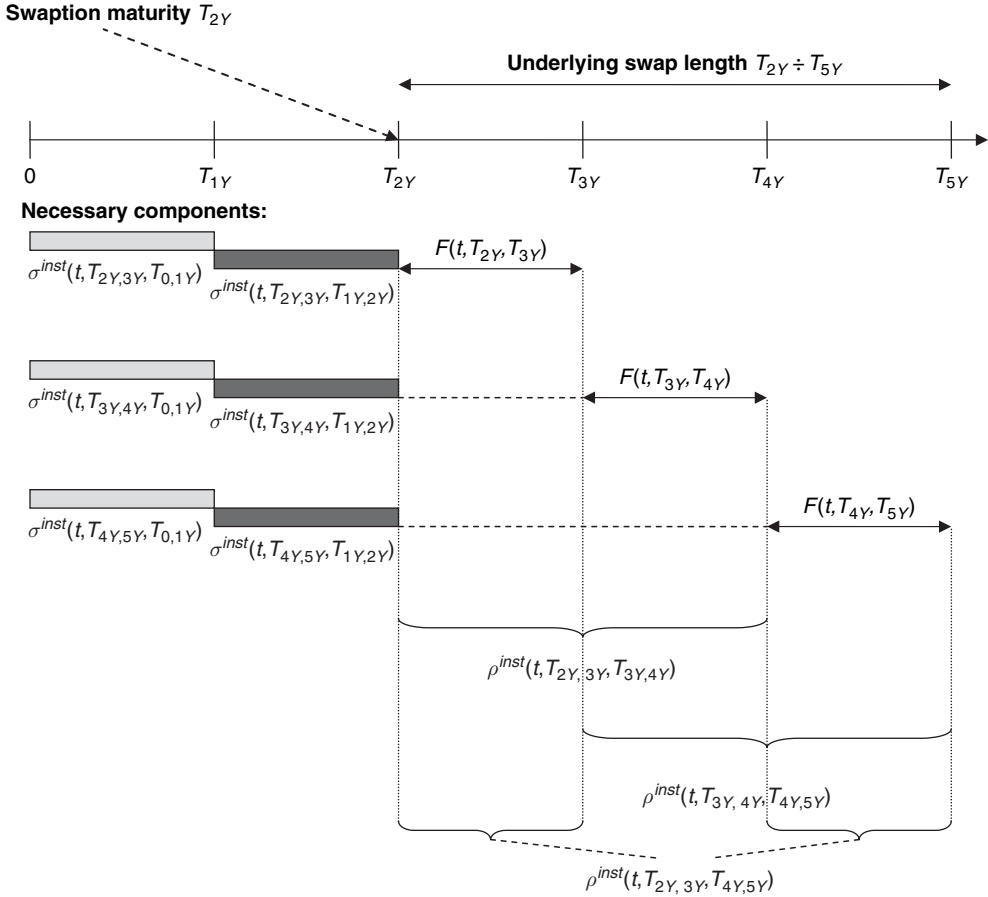 Swaption maturity T2Y
Underlying swap length T2Y ÷ T5Y
0 T1Y T2Y T3Y T4Y T5Y
Necessary components:
F(t,T2Y,T3Y)
σinst(t,T2Y,3Y,T0,1Y)
σinst(t,T2Y,3Y,T1Y,2Y)
F(t,T3Y,T4Y)
σinst(t,T3Y,4Y,T0,1Y)
σinst(t,T3Y,4Y,T1Y,2Y)
F(t,T4Y,T5Y)
σinst(t,T4Y,5Y,T0,1Y)
σinst(t,T4Y,5Y,T1Y,2Y)
ρinst(t,T2Y, 3Y,T3Y,4Y)
ρinst(t,T3Y, 4Y,T4Y,5Y)
ρinst(t,T2Y, 3Y,T4Y,5Y)